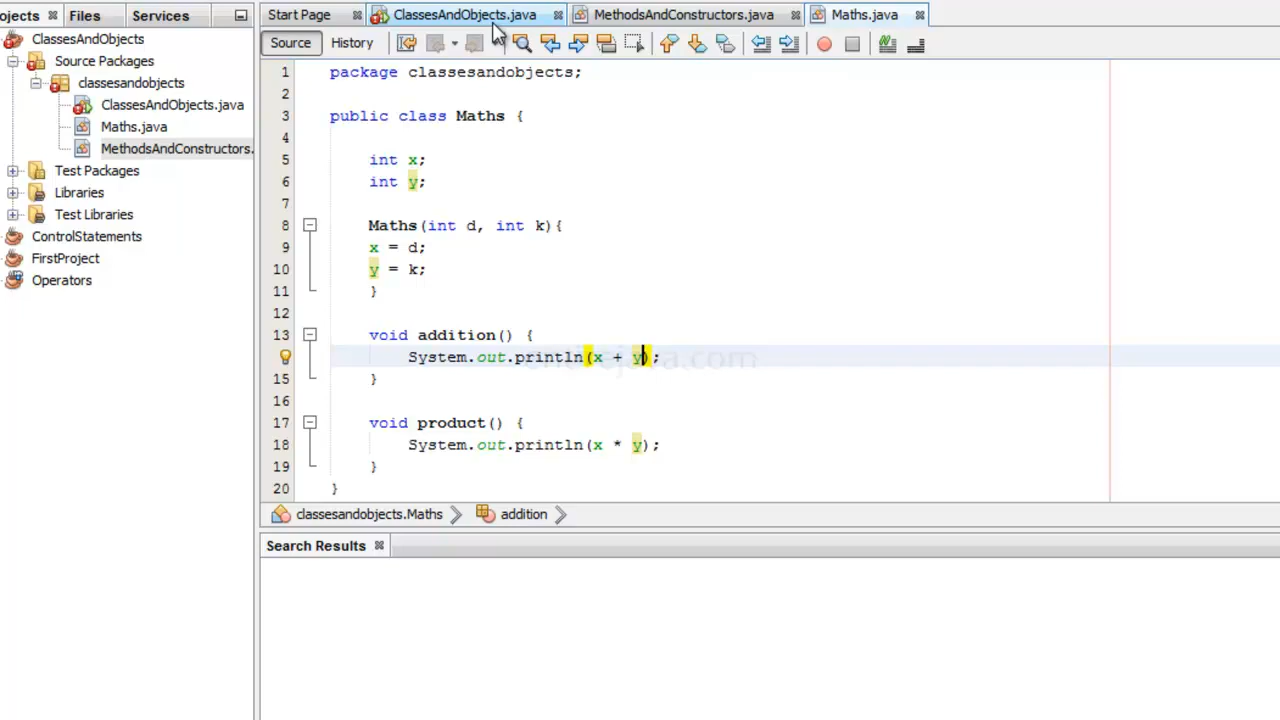 ojects Files Services
Start Page ClassesAndObjects.java MethodsAndConstructors.java Maths.java
Source History
ClassesAndObjects
Source Packages
classesandobjects
ClassesAndObjects.java
Maths.java
MethodsAndConstructors.
Test Packages
Libraries
Test Libraries
ControlStatements
FirstProject
Operators
1 package classesandobjects;
2
3 public class Maths {
4
5 int x;
6 int y;
7
8 Maths(int d, int k){
9 x = d;
10 y = k;
11 }
12
13 void addition() {
System.out.println(x + y);
15 }
16
17 void product() {
18 System.out.println(x * y);
19 }
20 }
classesandobjects.Maths addition
Search Results